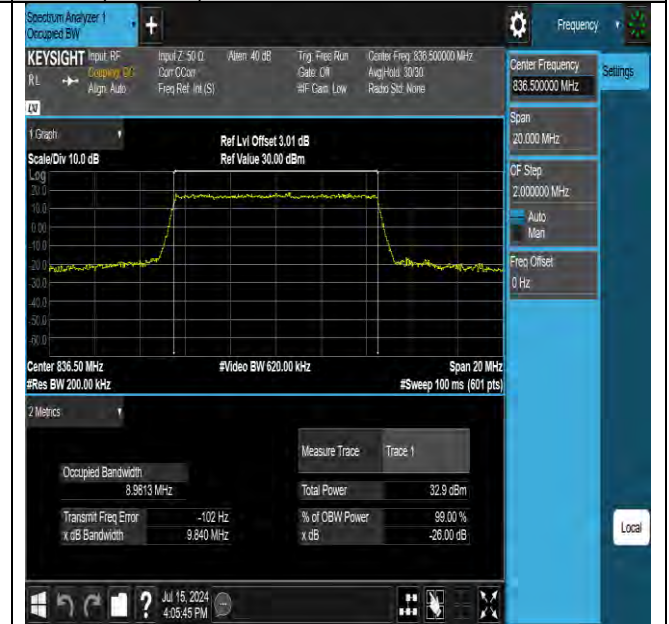 Spectrum Analyzer 1
Occupied BW
Frequency
KEYSIGHT
Input: RF
Input Z: 50 Ω
Atten: 40 dB
Trig: Free Run
Center Freq: 836.500000 MHz
RL
Coupling: DC
Corr CCorr
Gate: Off
Avg|Hold: 30/30
Align: Auto
Freq Ref: Int (S)
#IF Gain: Low
Radio Std: None
LXI
Center Frequency
836.500000 MHz
Settings
Span
20.000 MHz
CF Step
2.000000 MHz
Auto
Man
Freq Offset
0 Hz
1 Graph
Ref Lvl Offset 3.01 dB
Scale/Div 10.0 dB
Ref Value 30.00 dBm
Log
20.0
10.0
0.00
-10.0
-20.0
-30.0
-40.0
-50.0
-60.0
Center 836.50 MHz
#Video BW 620.00 kHz
Span 20 MHz
#Res BW 200.00 kHz
#Sweep 100 ms (601 pts)
2 Metrics
Measure Trace
Trace 1
Occupied Bandwidth
8.9813 MHz
Total Power
32.9 dBm
Transmit Freq Error
-102 Hz
% of OBW Power
99.00 %
x dB Bandwidth
9.840 MHz
x dB
-26.00 dB
Local
?
Jul 15, 2024
4:05:45 PM